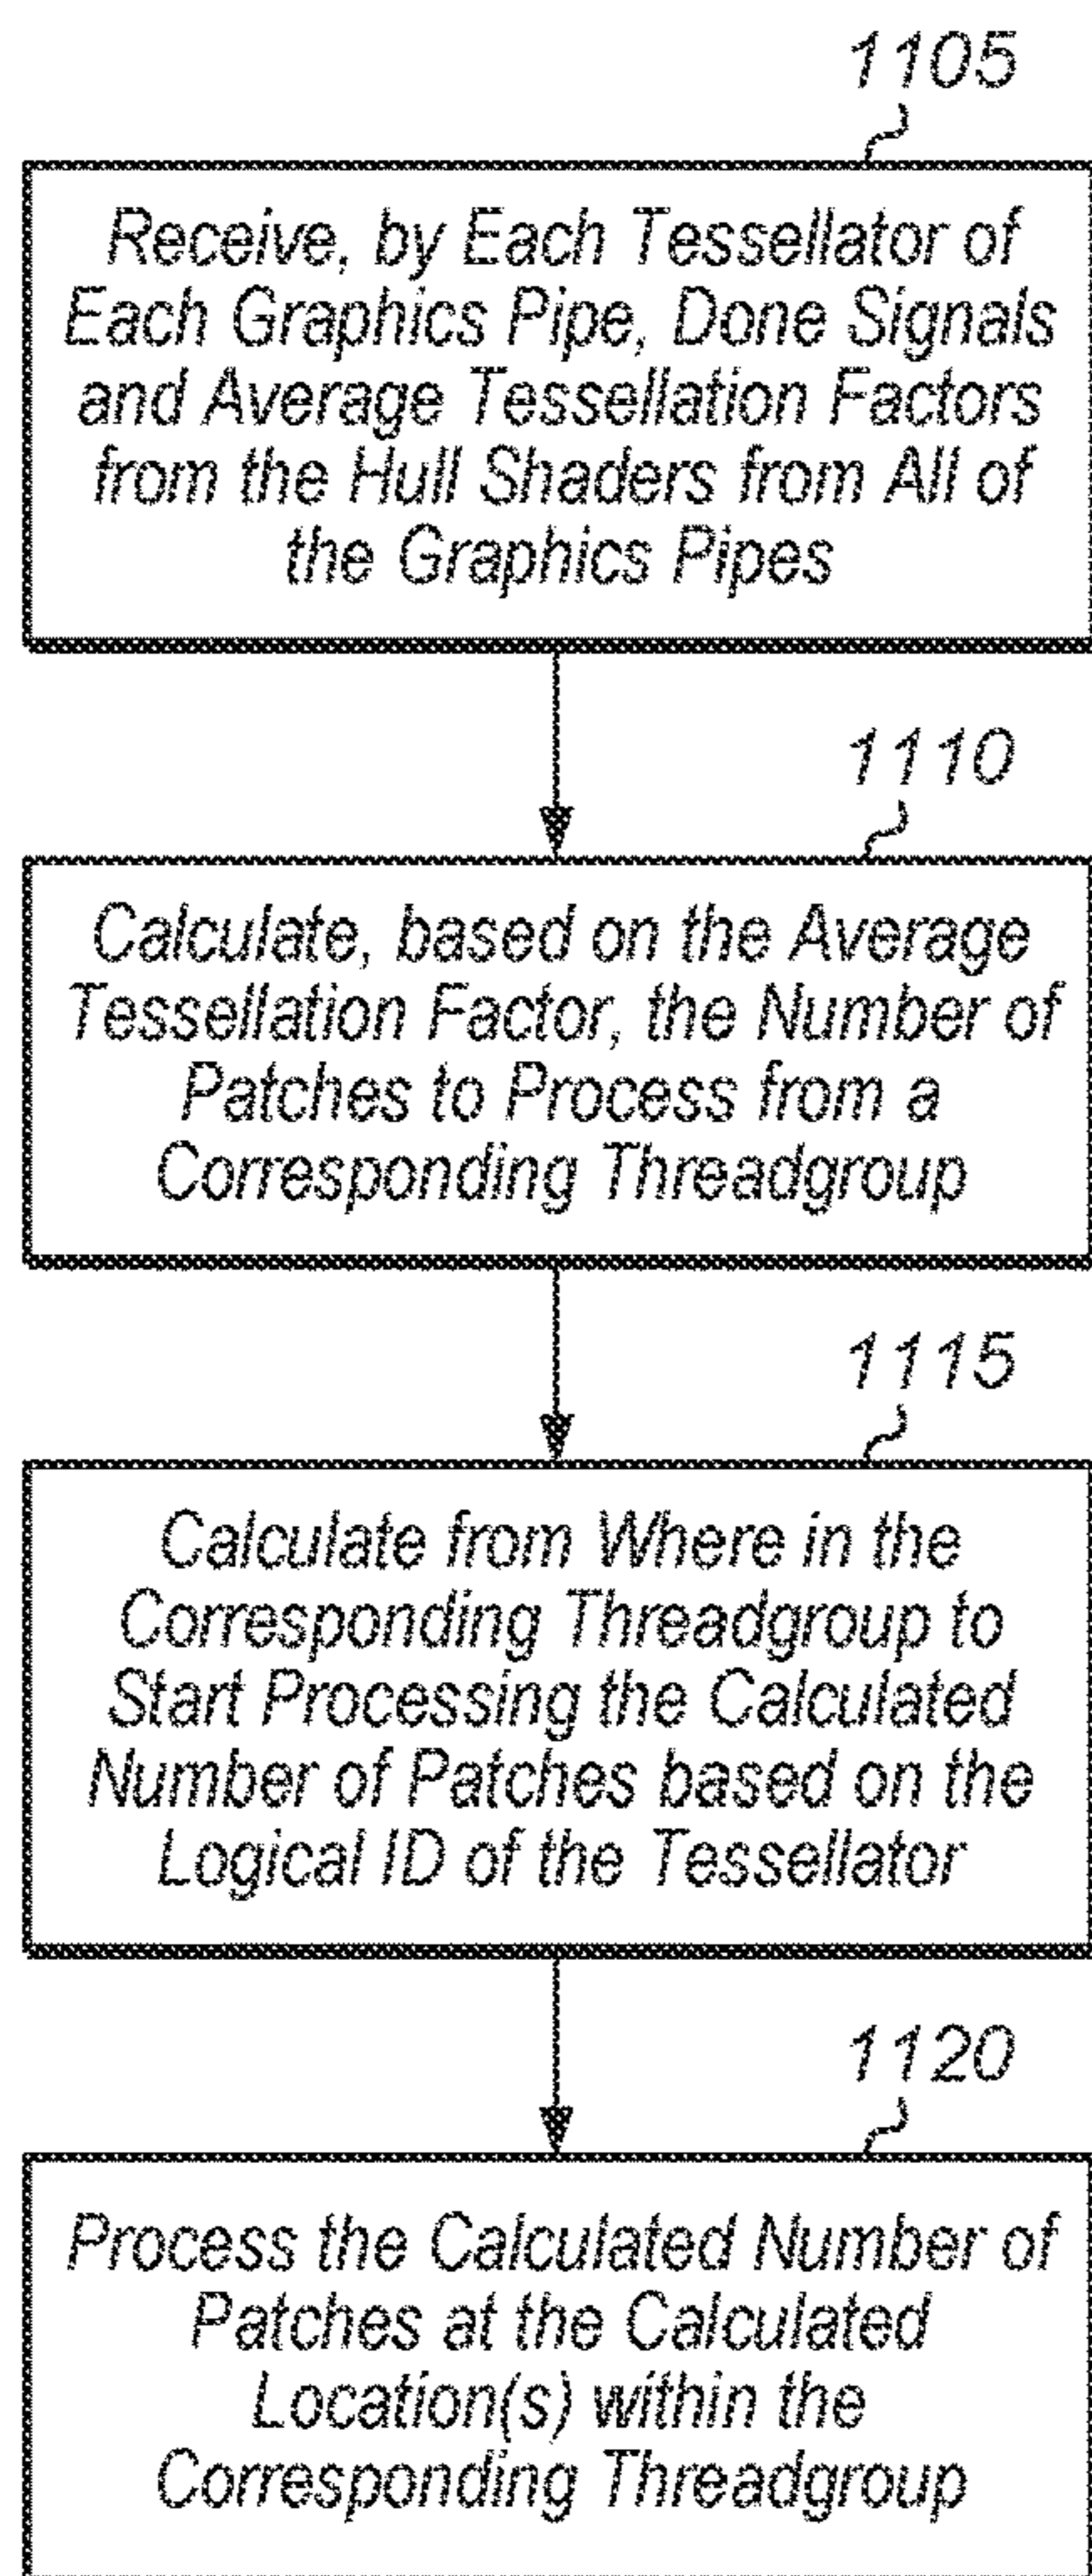 1105
Receive, by Each Tessellator of
Each Graphics Pipe, Done Signals
and Average Tessellation Factors
from the Hull Shaders from All of
the Graphics Pipes
1110
Calculate, based on the Average
Tessellation Factor, the Number of
Patches to Process from a
Corresponding Threadgroup
1115
Calculate from Where in the
Corresponding Threadgroup to
Start Processing the Calculated
Number of Patches based on the
Logical ID of the Tessellator
1120
Process the Calculated Number of
Patches at the Calculated
Location(s) within the
Corresponding Threadgroup